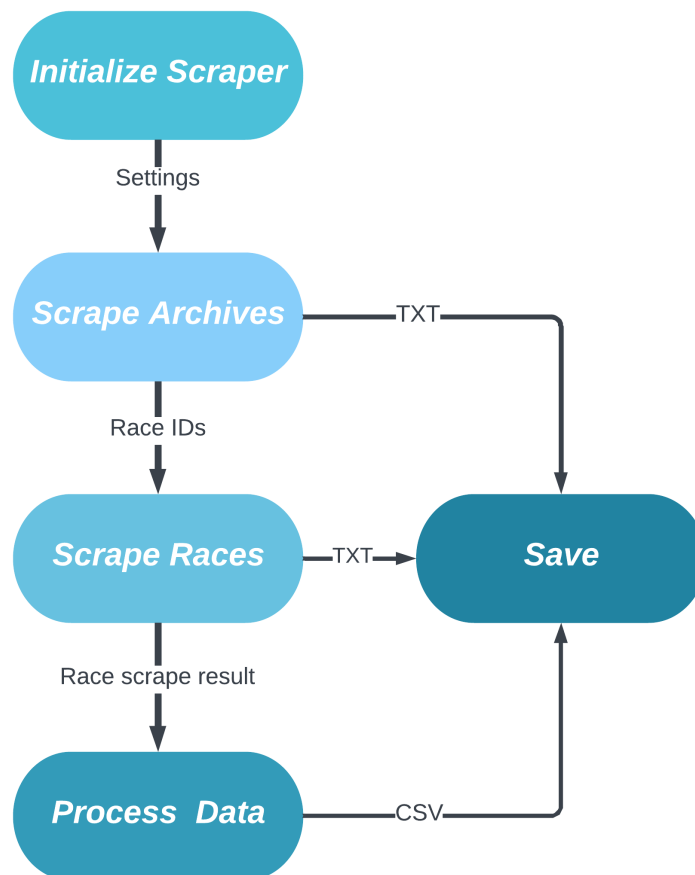 Initialize Scraper
Settings
Scrape Archives
TXT
Race IDs
Scrape Races
TXT
Save
Race scrape result
Process  Data
CSV